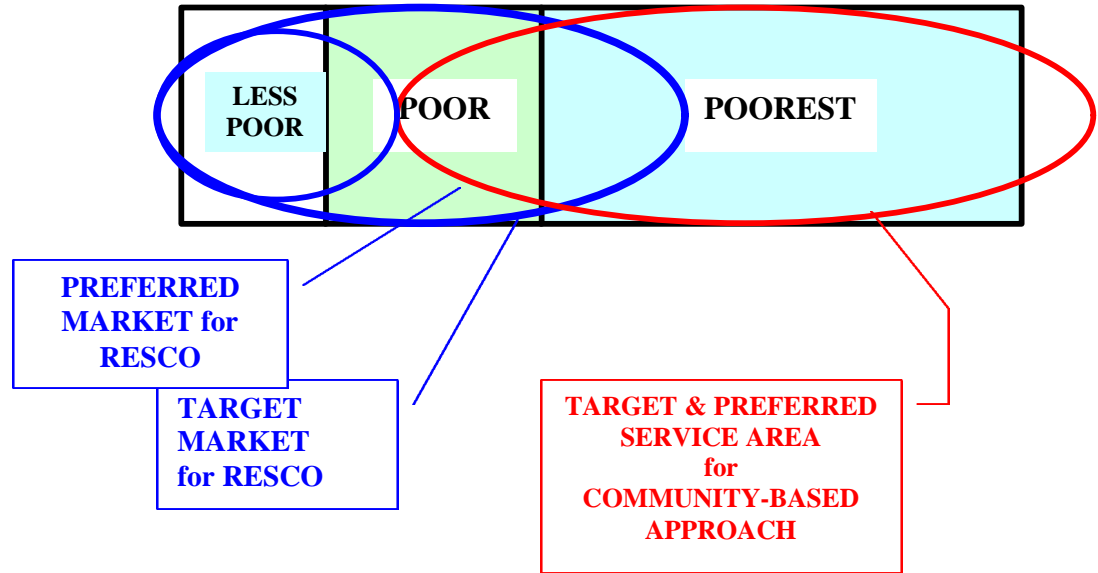 LESS
POOR
POOR
POOREST
PREFERRED
MARKET for
RESCO
TARGET
MARKET
for RESCO
TARGET & PREFERRED
SERVICE AREA
for
COMMUNITY-BASED
APPROACH